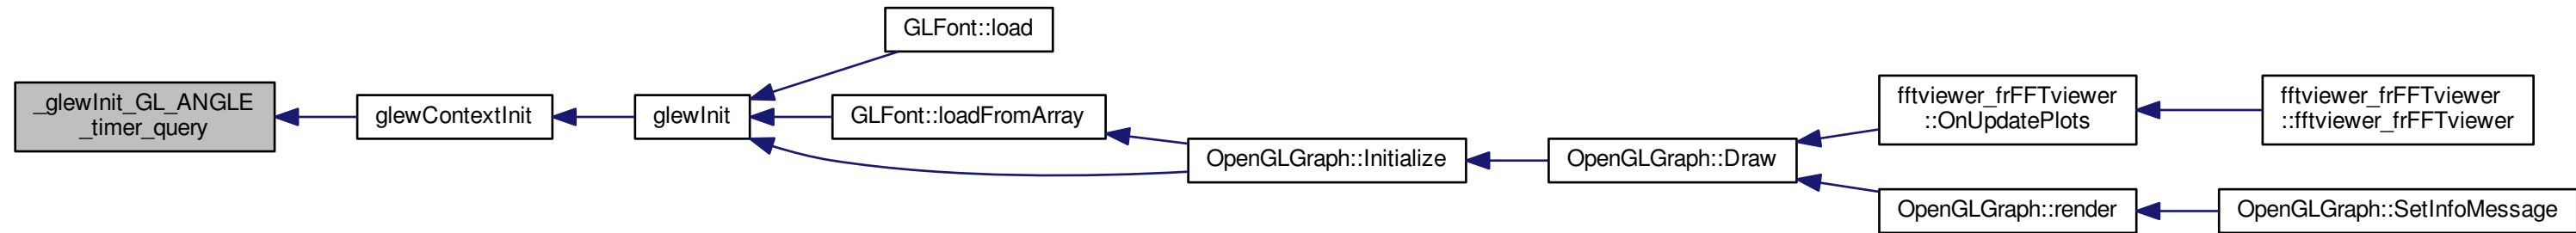 _glewInit_GL_ANGLE
_timer_query
glewContextInit
glewInit
GLFont::load
GLFont::loadFromArray
OpenGLGraph::Initialize
OpenGLGraph::Draw
fftviewer_frFFTviewer
::OnUpdatePlots
fftviewer_frFFTviewer
::fftviewer_frFFTviewer
OpenGLGraph::render
OpenGLGraph::SetInfoMessage